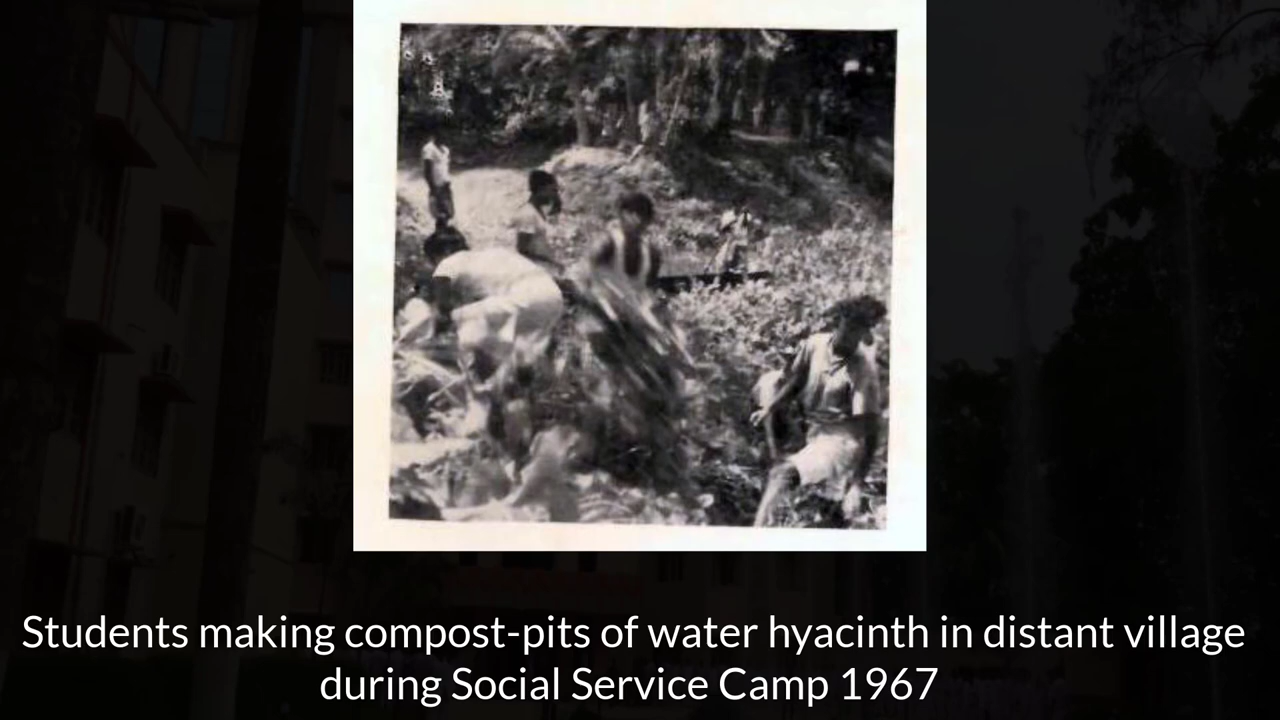 Students making compost-pits of water hyacinth in distant village
during Social Service Camp 1967